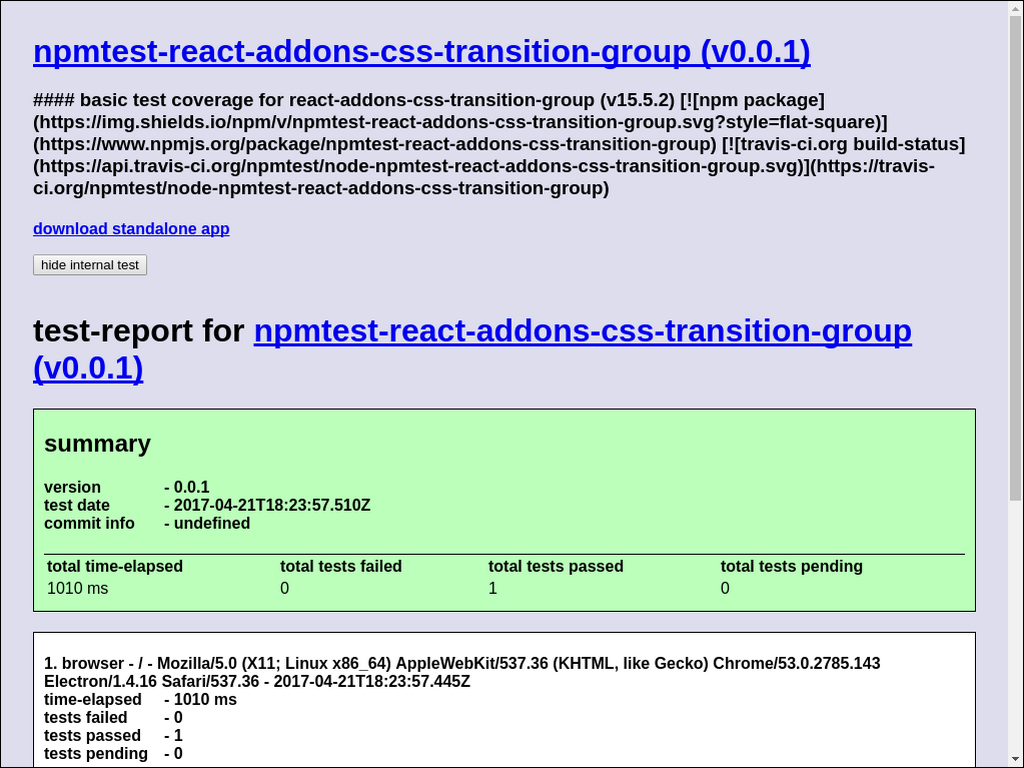 npmtest-react-addons-css-transition-group (v0.0.1)
#### basic test coverage for react-addons-css-transition-group (v15.5.2) [![npm package]
(https://img.shields.io/npm/v/npmtest-react-addons-css-transition-group.svg?style=flat-square)]
(https://www.npmjs.org/package/npmtest-react-addons-css-transition-group) [![travis-ci.org build-status]
(https://api.travis-ci.org/npmtest/node-npmtest-react-addons-css-transition-group.svg)](https://travis-
ci.org/npmtest/node-npmtest-react-addons-css-transition-group)
download standalone app
hide internal test
test-report for npmtest-react-addons-css-transition-group
(v0.0.1)
summary
version - 0.0.1
test date - 2017-04-21T18:23:57.510Z
commit info - undefined
total time-elapsed total tests failed total tests passed total tests pending
1010 ms 0 1 0
1. browser - / - Mozilla/5.0 (X11; Linux x86_64) AppleWebKit/537.36 (KHTML, like Gecko) Chrome/53.0.2785.143
Electron/1.4.16 Safari/537.36 - 2017-04-21T18:23:57.445Z
time-elapsed - 1010 ms
tests failed - 0
tests passed - 1
tests pending - 0